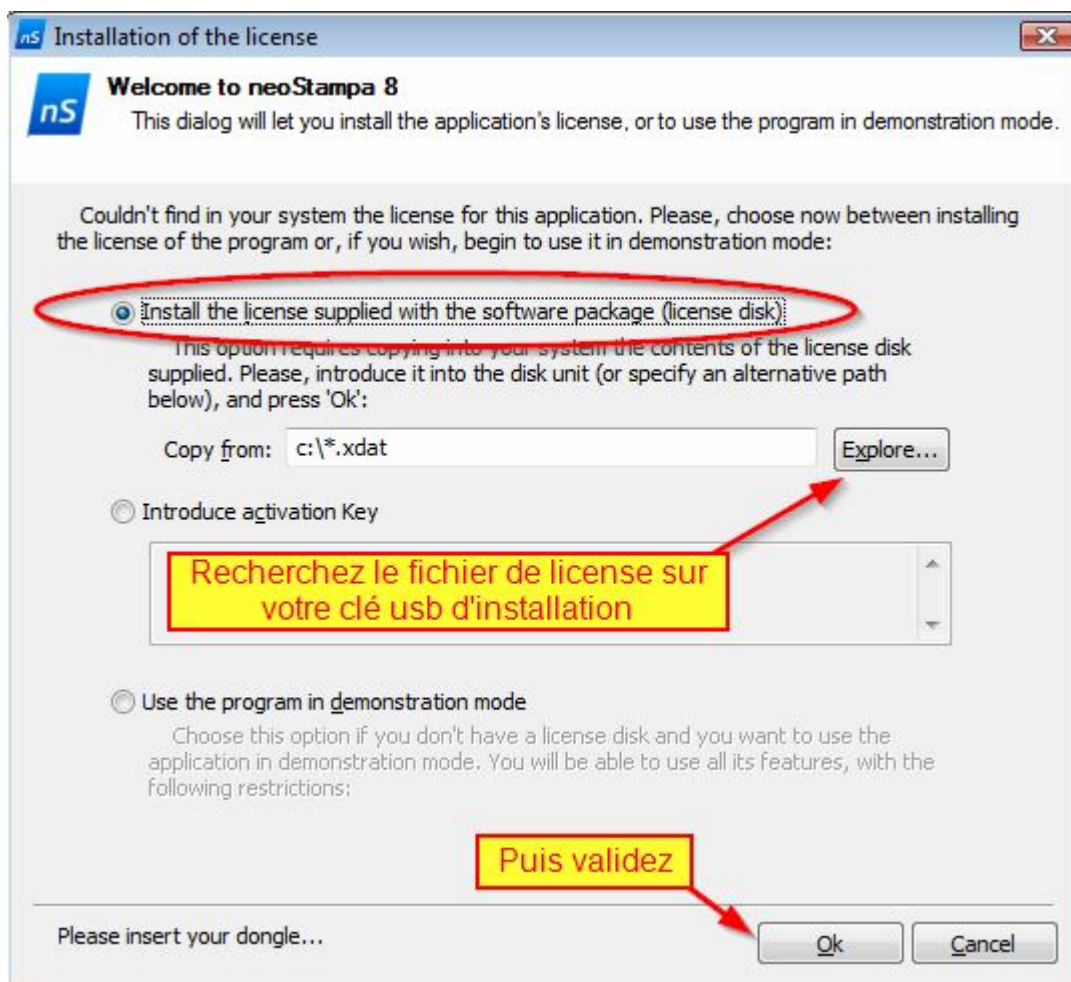 nS Installation of the license
nS
Welcome to neoStampa 8
This dialog will let you install the application's license, or to use the program in demonstration mode.
Couldn't find in your system the license for this application. Please, choose now between installing
the license of the program or, if you wish, begin to use it in demonstration mode:
Install the license supplied with the software package (license disk)
This option requires copying into your system the contents of the license disk
supplied. Please, introduce it into the disk unit (or specify an alternative path
below), and press 'Ok':
Copy from: c:\*.xdat Explore...
Introduce activation Key
Recherchez le fichier de license sur
votre clé usb d'installation
Use the program in demonstration mode
Choose this option if you don't have a license disk and you want to use the
application in demonstration mode. You will be able to use all its features, with the
following restrictions:
Puis validez
Please insert your dongle...
Ok Cancel